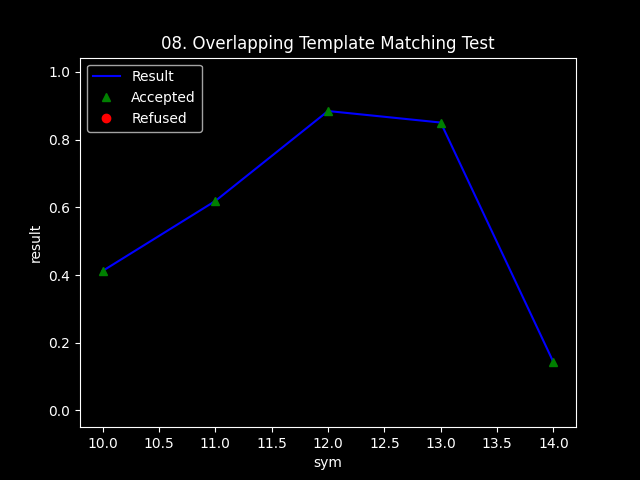 08. Overlapping Template Matching Test
Result
Accepted
Refused
1.0
0.8
0.6
0.4
0.2
0.0
result
10.0 10.5 11.0 11.5 12.0 12.5 13.0 13.5 14.0
sym